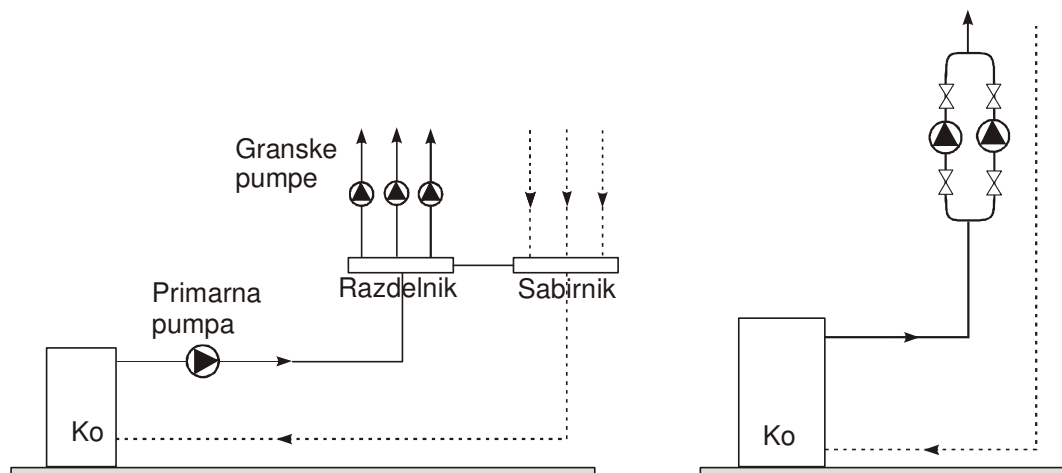 Granske
pumpe
Razdelnik
Sabirnik
Primarna
pumpa
Ko
Ko